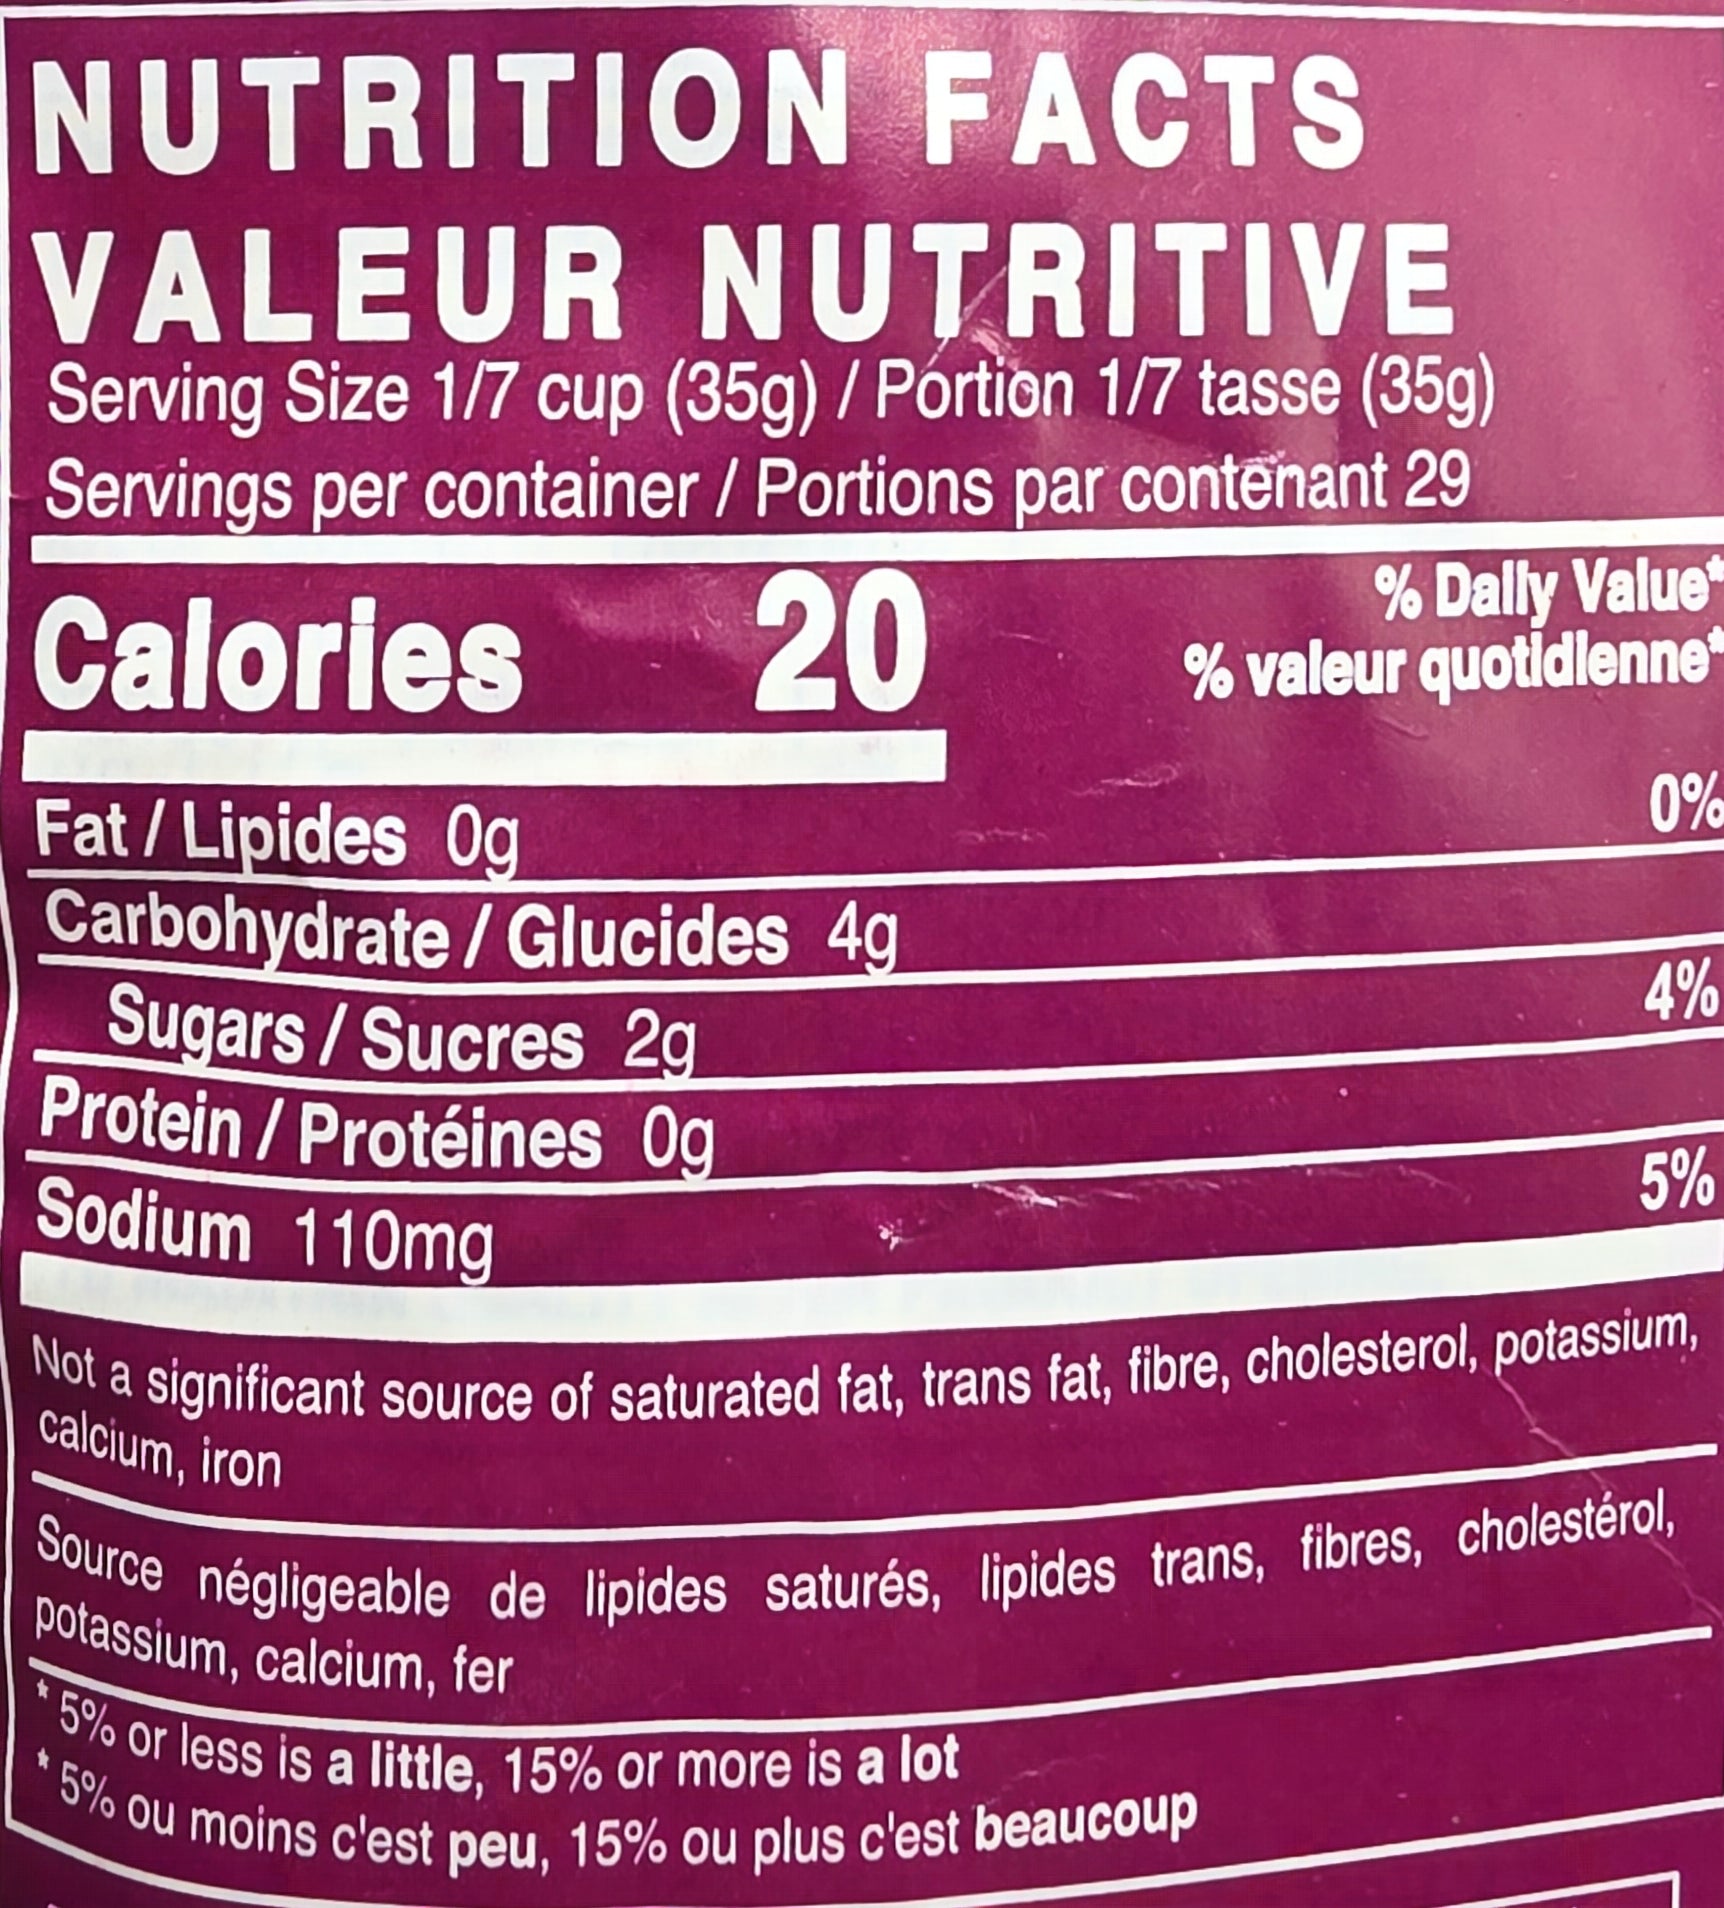 NUTRITION FACTS
VALEUR NUTRITIVE
Serving Size 1/7 cup (35g) / Portion 1/7 tasse (35g)
Servings per container / Portions par contenant 29
Calories 20
% Daily Value*
% valeur quotidienne*
Fat / Lipides 0g 0%
Carbohydrate / Glucides 4g
Sugars / Sucres 2g 4%
Protein / Protéines 0g
Sodium 110mg 5%
Not a significant source of saturated fat, trans fat, fibre, cholesterol, potassium,
calcium, iron
Source négligeable de lipides saturés, lipides trans, fibres, cholestérol,
potassium, calcium, fer
* 5% or less is a little, 15% or more is a lot
* 5% ou moins c'est peu, 15% ou plus c'est beaucoup